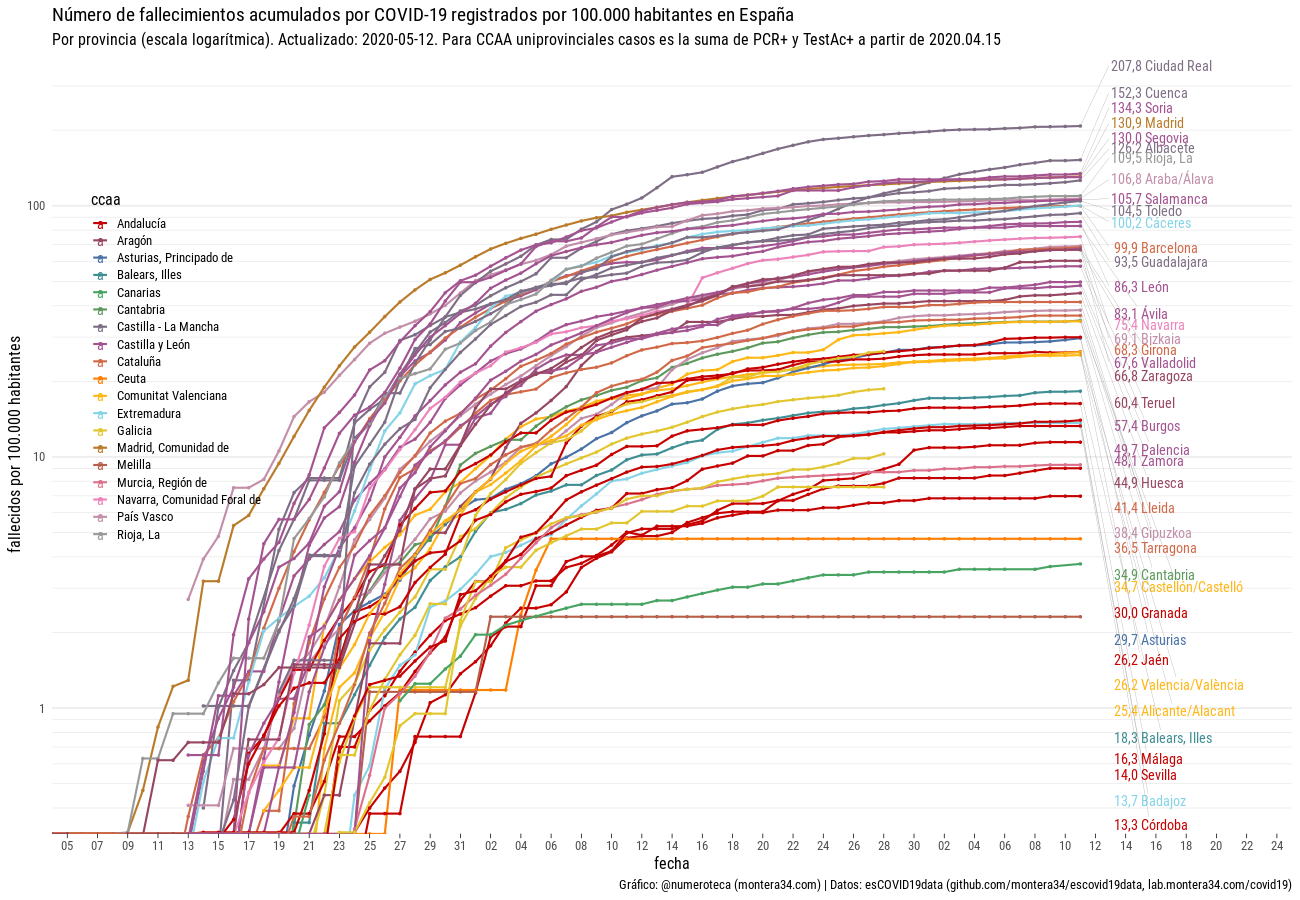 Número de fallecimientos acumulados por COVID-19 registrados por 100.000 habitantes en España
Por provincia (escala logarítmica). Actualizado: 2020-05-12. Para CCAA uniprovinciales casos es la suma de PCR+ y TestAc+ a partir de 2020.04.15
fallecidos por 100.000 habitantes
100
10
1
ccaa
Andalucía
Aragón
Asturias, Principado de
Balears, Illes
Canarias
Cantabria
Castilla - La Mancha
Castilla y León
Cataluña
Ceuta
Comunitat Valenciana
Extremadura
Galicia
Madrid, Comunidad de
Melilla
Murcia, Región de
Navarra, Comunidad Foral de
País Vasco
Rioja, La
207,8 Ciudad Real
152,3 Cuenca
134,3 Soria
130,9 Madrid
130,0 Segovia
126,2 Albacete
109,5 Rioja, La
106,8 Araba/Álava
105,7 Salamanca
104,5 Toledo
100,2 Cáceres
99,9 Barcelona
93,5 Guadalajara
86,3 León
83,1 Ávila
75,4 Navarra
69,1 Bizkaia
68,3 Girona
67,6 Valladolid
66,8 Zaragoza
60,4 Teruel
57,4 Burgos
49,7 Palencia
48,1 Zamora
44,9 Huesca
41,4 Lleida
38,4 Gipuzkoa
36,5 Tarragona
34,9 Cantabria
34,7 Castellón/Castelló
30,0 Granada
29,7 Asturias
26,2 Jaén
26,2 Valencia/València
25,4 Alicante/Alacant
18,3 Balears, Illes
16,3 Málaga
14,0 Sevilla
13,7 Badajoz
13,3 Córdoba
05 07 09 11 13 15 17 19 21 23 25 27 29 31 02 04 06 08 10 12 14 16 18 20 22 24 26 28 30 02 04 06 08 10 12 14 16 18 20 22 24
fecha
Gráfico: @numeroteca (montera34.com) | Datos: esCOVID19data (github.com/montera34/escovid19data, lab.montera34.com/covid19)